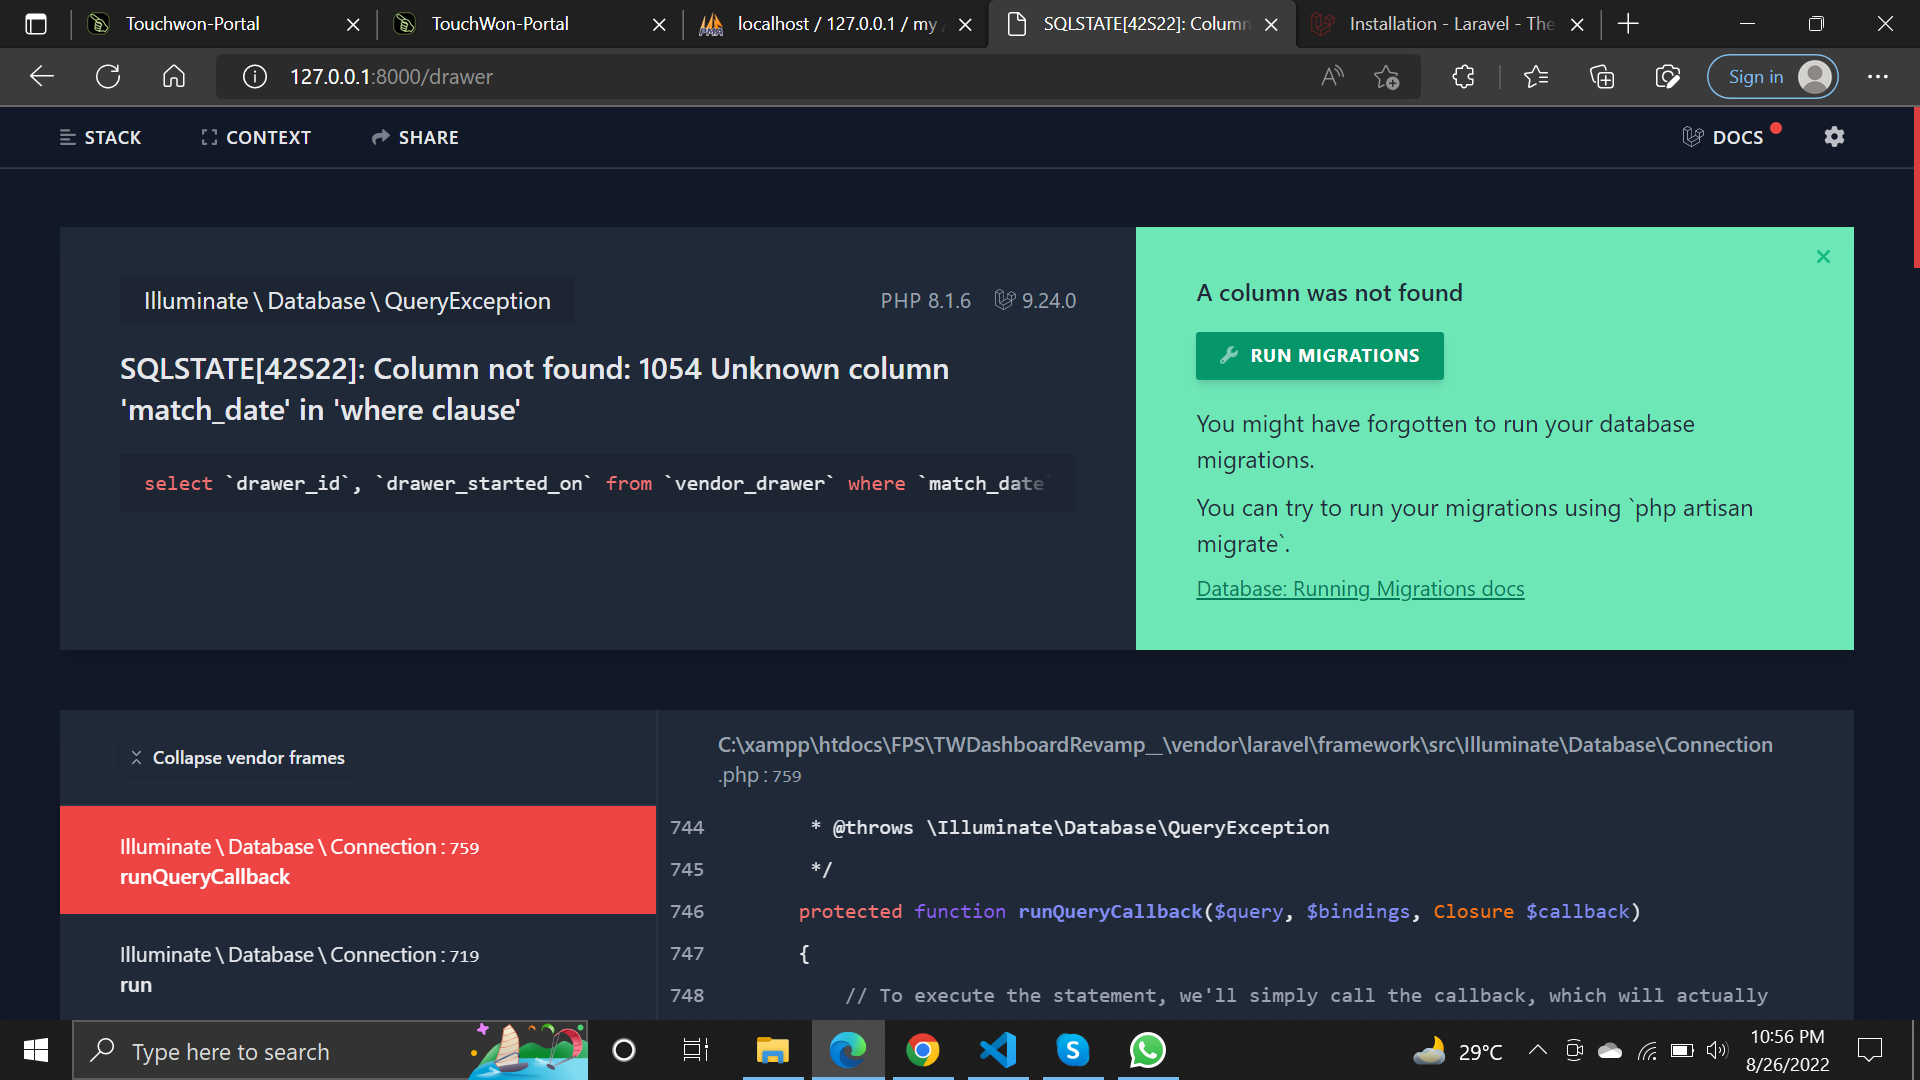 Touchwon-Portal
TouchWon-Portal
localhost / 127.0.0.1 / my
SQLSTATE[42S22]: Column
Installation - Laravel - The
127.0.0.1:8000/drawer
Sign in
STACK
CONTEXT
SHARE
DOCS
Illuminate \ Database \ QueryException
PHP 8.1.6
9.24.0
SQLSTATE[42S22]: Column not found: 1054 Unknown column
'match_date' in 'where clause'
select `drawer_id`, `drawer_started_on` from `vendor_drawer` where `match_date`
A column was not found
RUN MIGRATIONS
You might have forgotten to run your database
migrations.
You can try to run your migrations using `php artisan
migrate`.
Database: Running Migrations docs
Collapse vendor frames
Illuminate \ Database \ Connection : 759
runQueryCallback
Illuminate \ Database \ Connection : 719
run
C:\xampp\htdocs\FPS\TWDashboardRevamp__\vendor\laravel\framework\src\Illuminate\Database\Connection
.php : 759
744 * @throws \Illuminate\Database\QueryException
745 */
746 protected function runQueryCallback($query, $bindings, Closure $callback)
747 {
748 // To execute the statement, we'll simply call the callback, which will actually
Type here to search
29°C
10:56 PM
8/26/2022